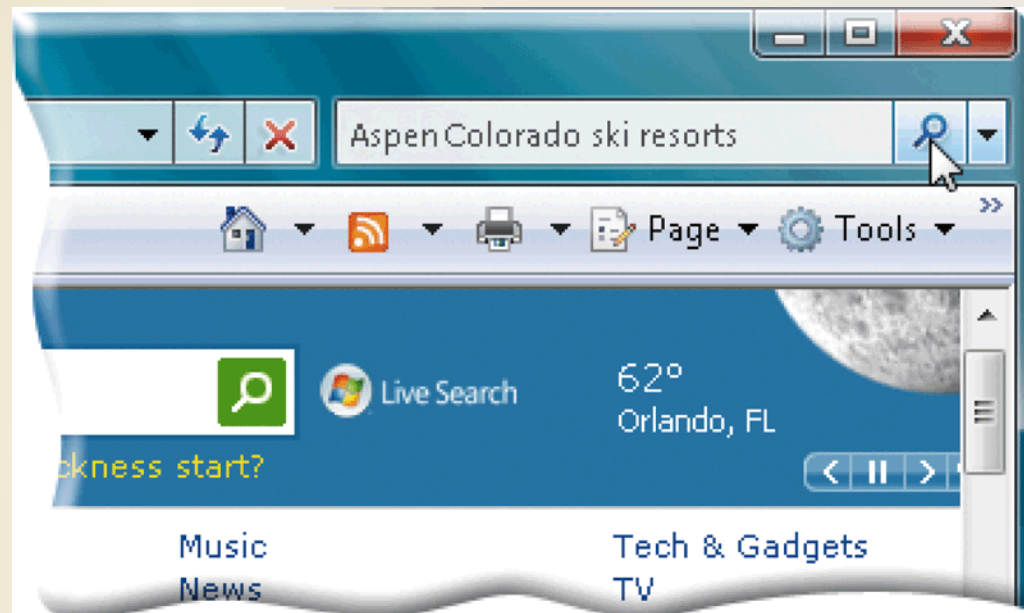 Aspen Colorado ski resorts
Page Tools
Live Search
62°
Orlando, FL
ckness start?
Music
Tech & Gadgets
News
TV